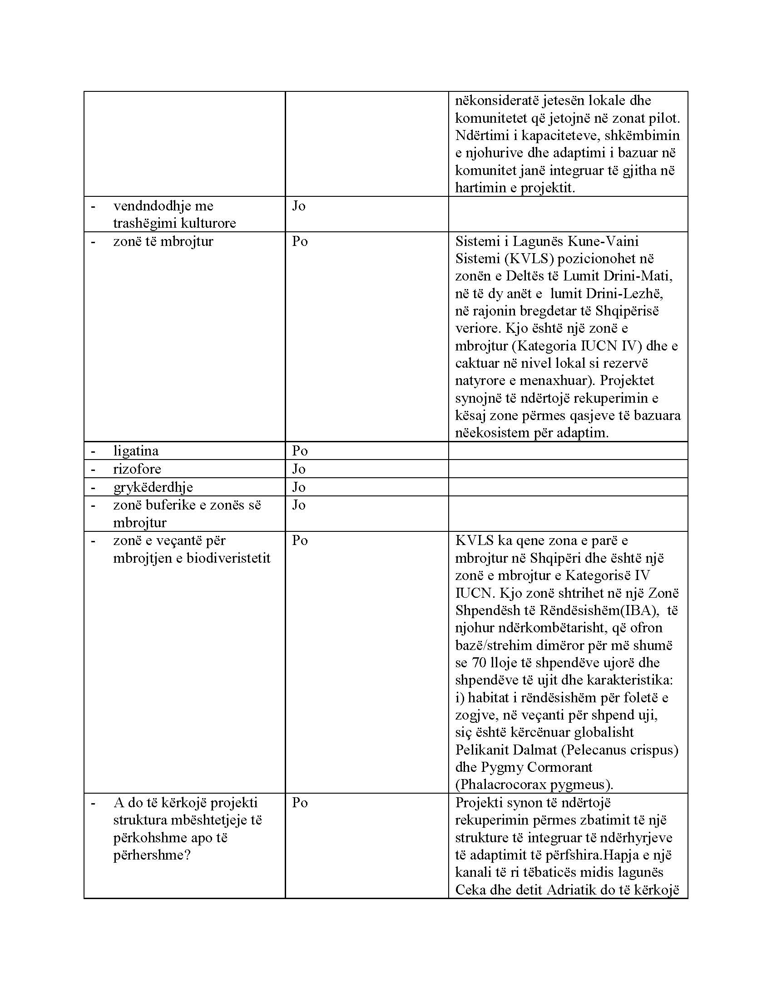 nëkonsideratë jetesën lokale dhe
komunitetet që jetojnë në zonat pilot.
Ndërtimi i kapaciteteve, shkëmbimin
e njohurive dhe adaptimi i bazuar në
komunitet janë integruar të gjitha në
hartimin e projektit.
- vendndodhje me
trashëgimi kulturore
Jo
- zonë të mbrojtur
Po
Sistemi i Lagunës Kune-Vaini
Sistemi (KVLS) pozicionohet në
zonën e Deltës të Lumit Drini-Mati,
në të dy anët e  lumit Drini-Lezhë,
në rajonin bregdetar të Shqipërisë
veriore. Kjo është një zonë e
mbrojtur (Kategoria IUCN IV) dhe e
caktuar në nivel lokal si rezervë
natyrore e menaxhuar). Projektet
synojnë të ndërtojë rekuperimin e
kësaj zone përmes qasjeve të bazuara
nëekosistem për adaptim.
- ligatina
Po
- rizofore
Jo
- grykëderdhje
Jo
- zonë buferike e zonës së
mbrojtur
Jo
- zonë e veçantë për
mbrojtjen e biodiveristetit
Po
KVLS ka qene zona e parë e
mbrojtur në Shqipëri dhe është një
zonë e mbrojtur e Kategorisë IV
IUCN. Kjo zonë shtrihet në një Zonë
Shpendësh të Rëndësishëm(IBA),  të
njohur ndërkombëtarisht, që ofron
bazë/strehim dimëror për më shumë
se 70 lloje të shpendëve ujorë dhe
shpendëve të ujit dhe karakteristika:
i) habitat i rëndësishëm për foletë e
zogjve, në veçanti për shpend uji,
siç është kërcënuar globalisht
Pelikanit Dalmat (Pelecanus crispus)
dhe Pygmy Cormorant
(Phalacrocorax pygmeus).
- A do të kërkojë projekti
struktura mbështetjeje të
përkohshme apo të
përhershme?
Po
Projekti synon të ndërtojë
rekuperimin përmes zbatimit të një
strukture të integruar të ndërhyrjeve
të adaptimit të përfshira.Hapja e një
kanali të ri tëbaticës midis lagunës
Ceka dhe detit Adriatik do të kërkojë